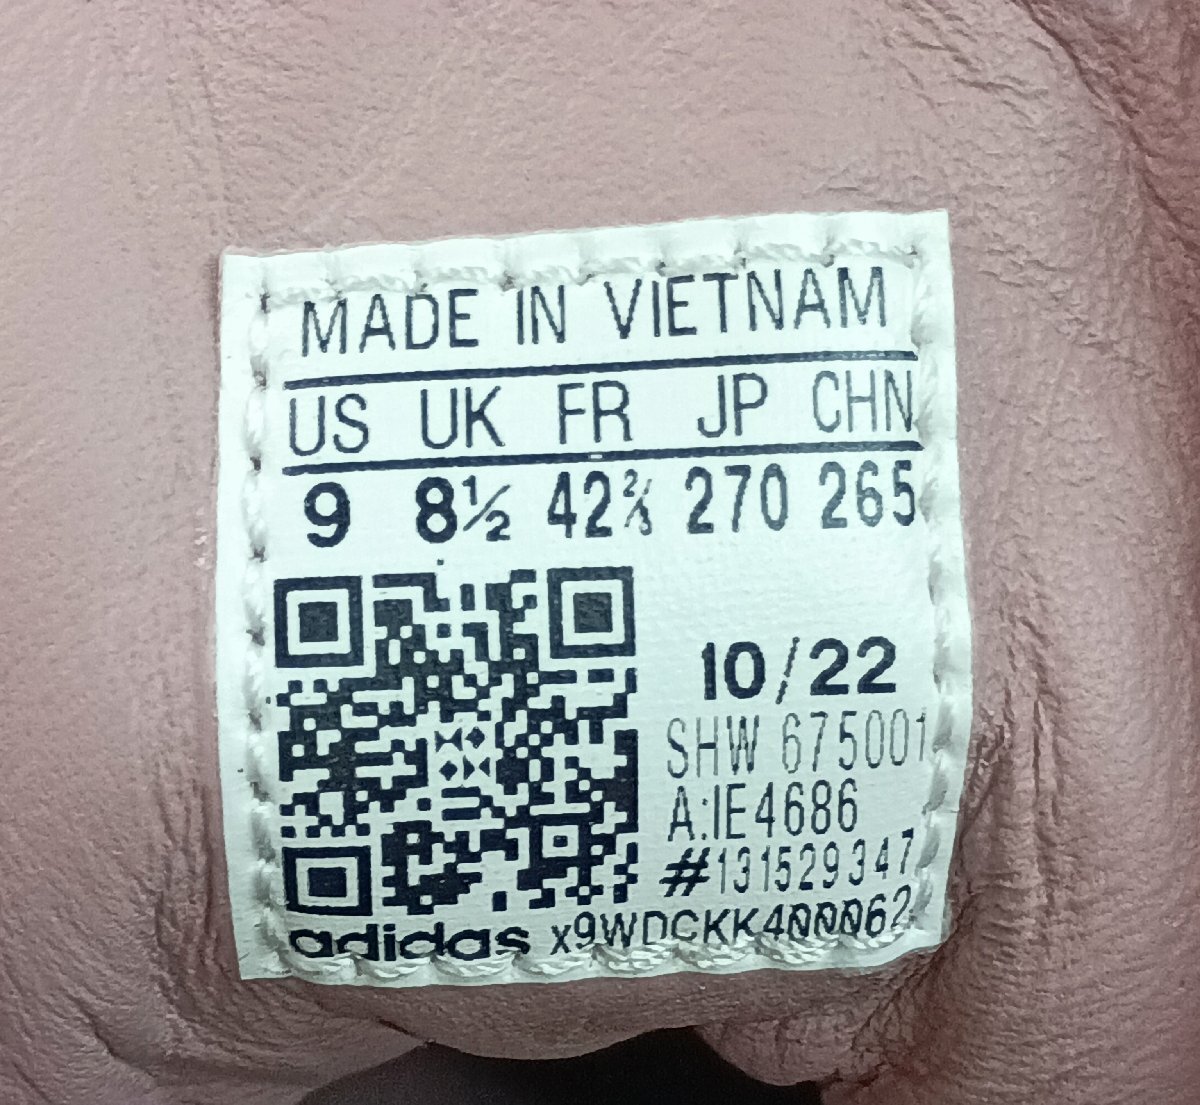 MADE IN VIETNAM
US UK FR JP CHN
9 8½ 42⅔ 270 265
10/22
SHW 675001
A:IE4686
#131529347
adidas x9WDCKK400062